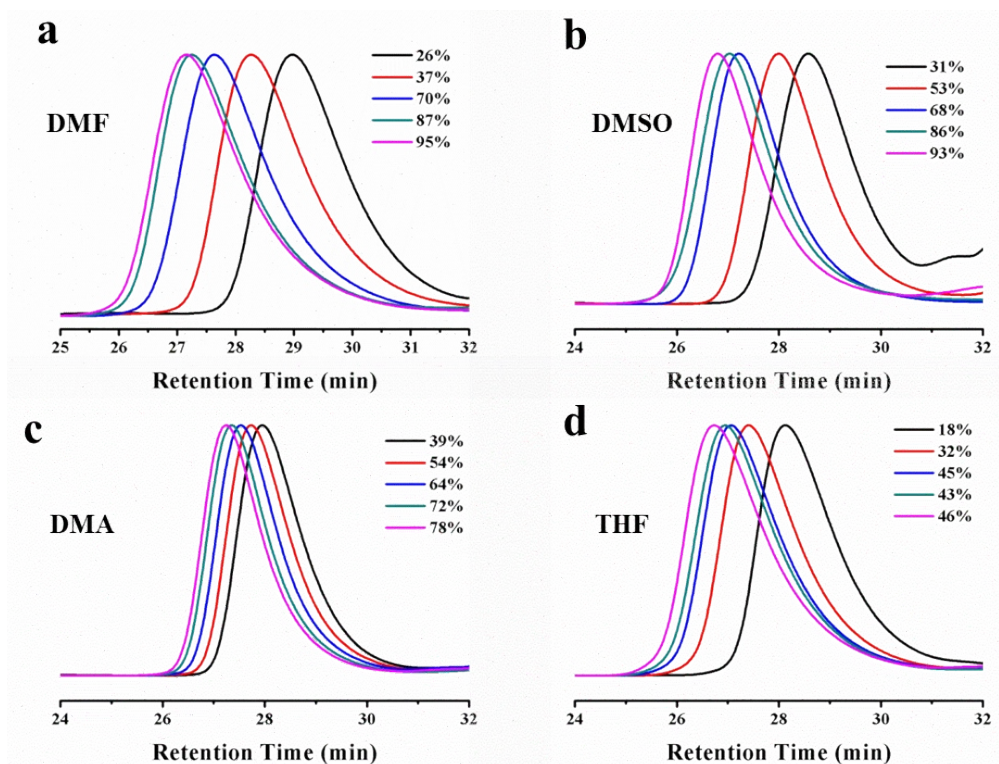 a
DMF
26%
37%
70%
87%
95%
25 26 27 28 29 30 31 32
Retention Time (min)
b
DMSO
31%
53%
68%
86%
93%
24 26 28 30 32
Retention Time (min)
c
DMA
39%
54%
64%
72%
78%
24 26 28 30 32
Retention Time (min)
d
THF
18%
32%
45%
43%
46%
24 26 28 30 32
Retention Time (min)